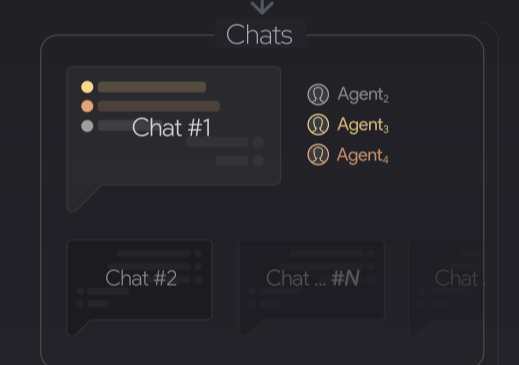 Chats
Chat #1
Agent₂
Agent₃
Agent₄
Chat #2
Chat ... #N
Chat